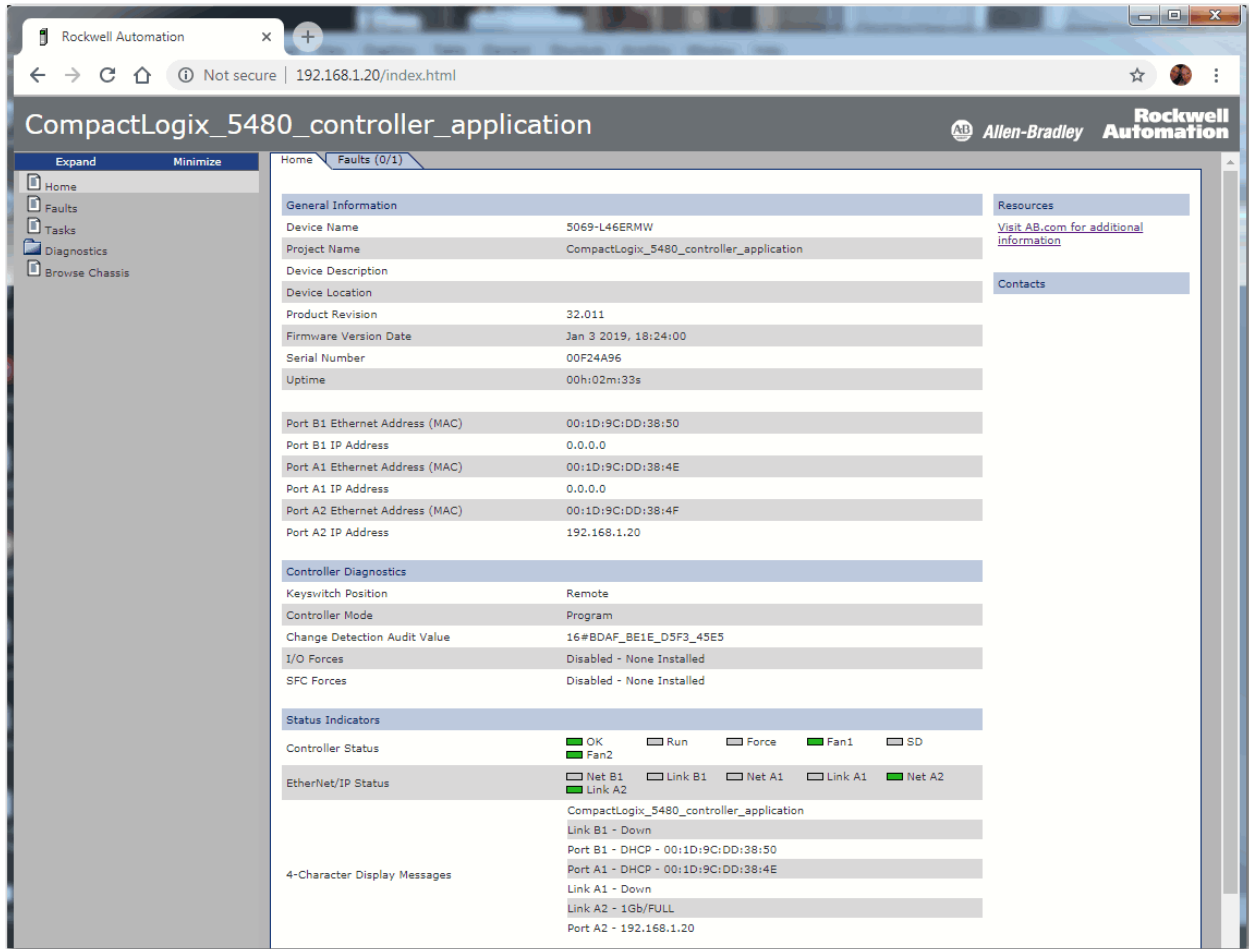 Rockwell Automation
Not secure | 192.168.1.20/index.html
CompactLogix_5480_controller_application
AB Allen-Bradley
Rockwell Automation
Expand Minimize
Home
Faults
Tasks
Diagnostics
Browse Chassis
Home Faults (0/1)
General Information
Device Name 5069-L46ERMW
Project Name CompactLogix_5480_controller_application
Device Description
Device Location
Product Revision 32.011
Firmware Version Date Jan 3 2019, 18:24:00
Serial Number 00F24A96
Uptime 00h:02m:33s
Port B1 Ethernet Address (MAC) 00:1D:9C:DD:38:50
Port B1 IP Address 0.0.0.0
Port A1 Ethernet Address (MAC) 00:1D:9C:DD:38:4E
Port A1 IP Address 0.0.0.0
Port A2 Ethernet Address (MAC) 00:1D:9C:DD:38:4F
Port A2 IP Address 192.168.1.20
Controller Diagnostics
Keyswitch Position Remote
Controller Mode Program
Change Detection Audit Value 16#BDAF_BE1E_D5F3_45E5
I/O Forces Disabled - None Installed
SFC Forces Disabled - None Installed
Status Indicators
Controller Status OK Run Force Fan1 SD
Fan2
EtherNet/IP Status Net B1 Link B1 Net A1 Link A1 Net A2
Link A2
4-Character Display Messages
CompactLogix_5480_controller_application
Link B1 - Down
Port B1 - DHCP - 00:1D:9C:DD:38:50
Port A1 - DHCP - 00:1D:9C:DD:38:4E
Link A1 - Down
Link A2 - 1Gb/FULL
Port A2 - 192.168.1.20
Resources
Visit AB.com for additional
information
Contacts